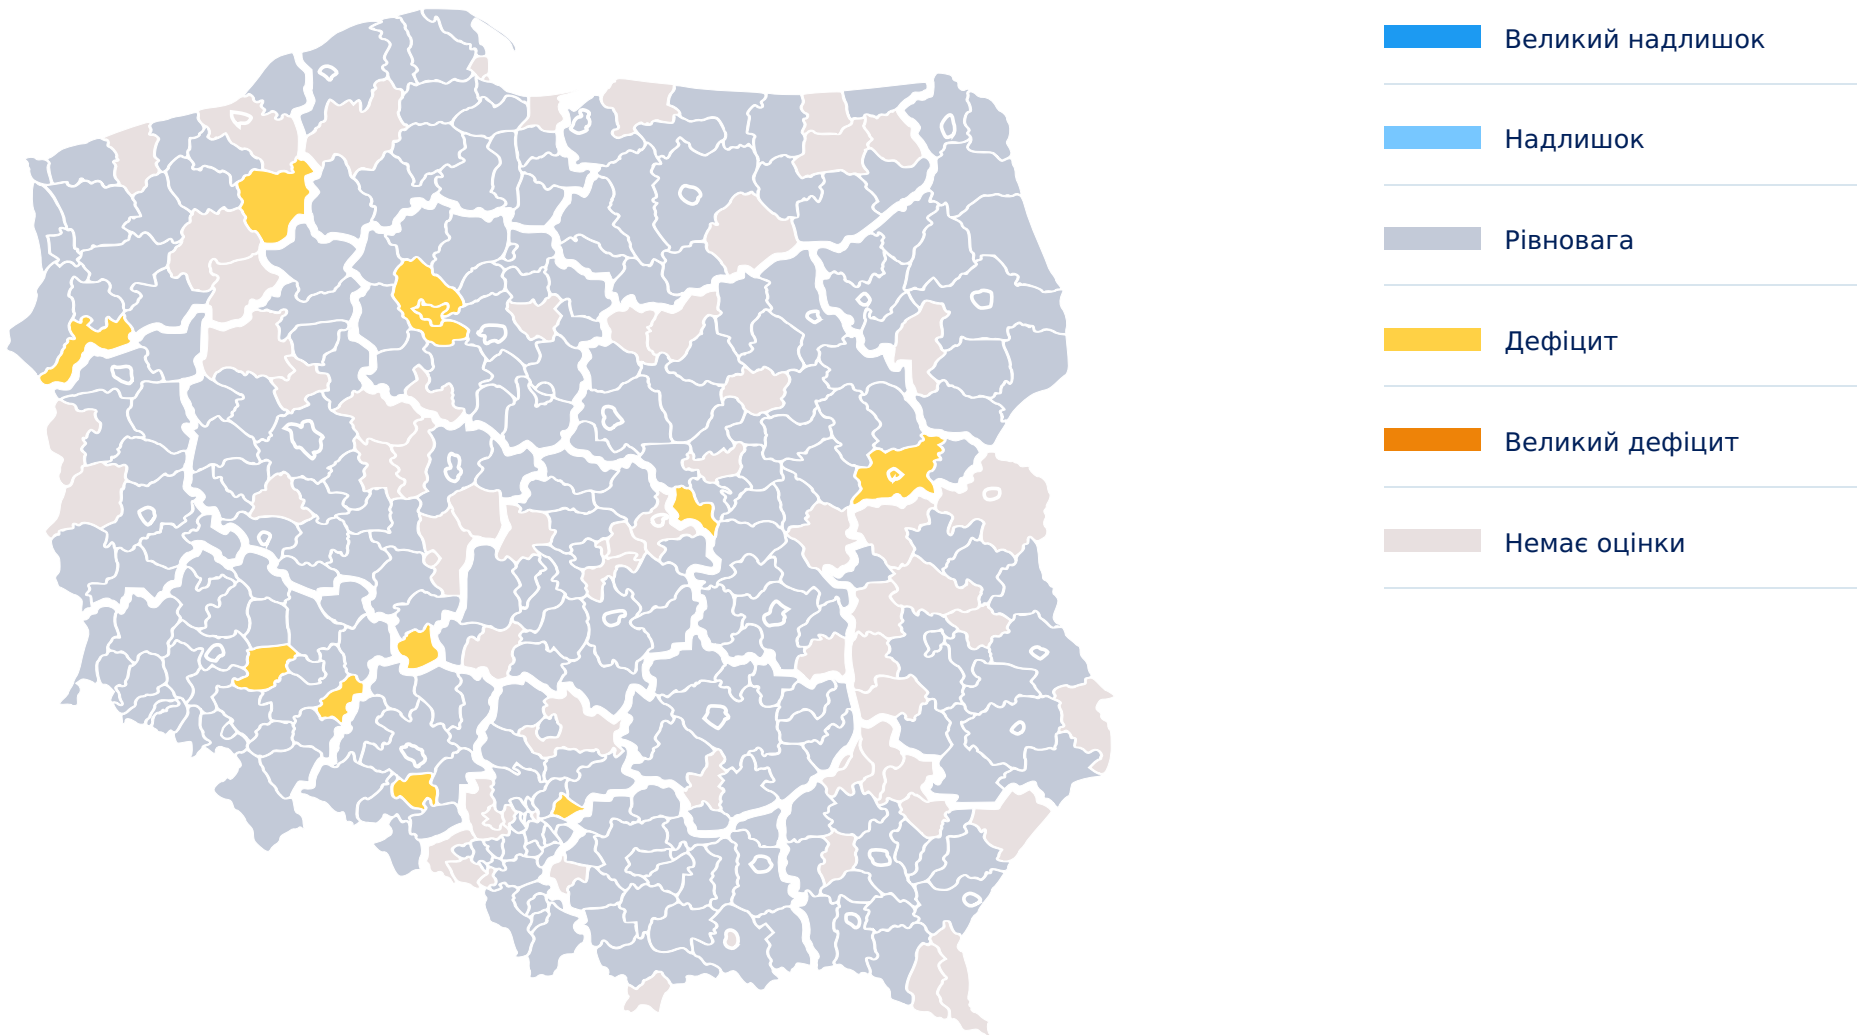 Великий надлишок
Надлишок
Рівновага
Дефіцит
Великий дефіцит
Немає оцінки